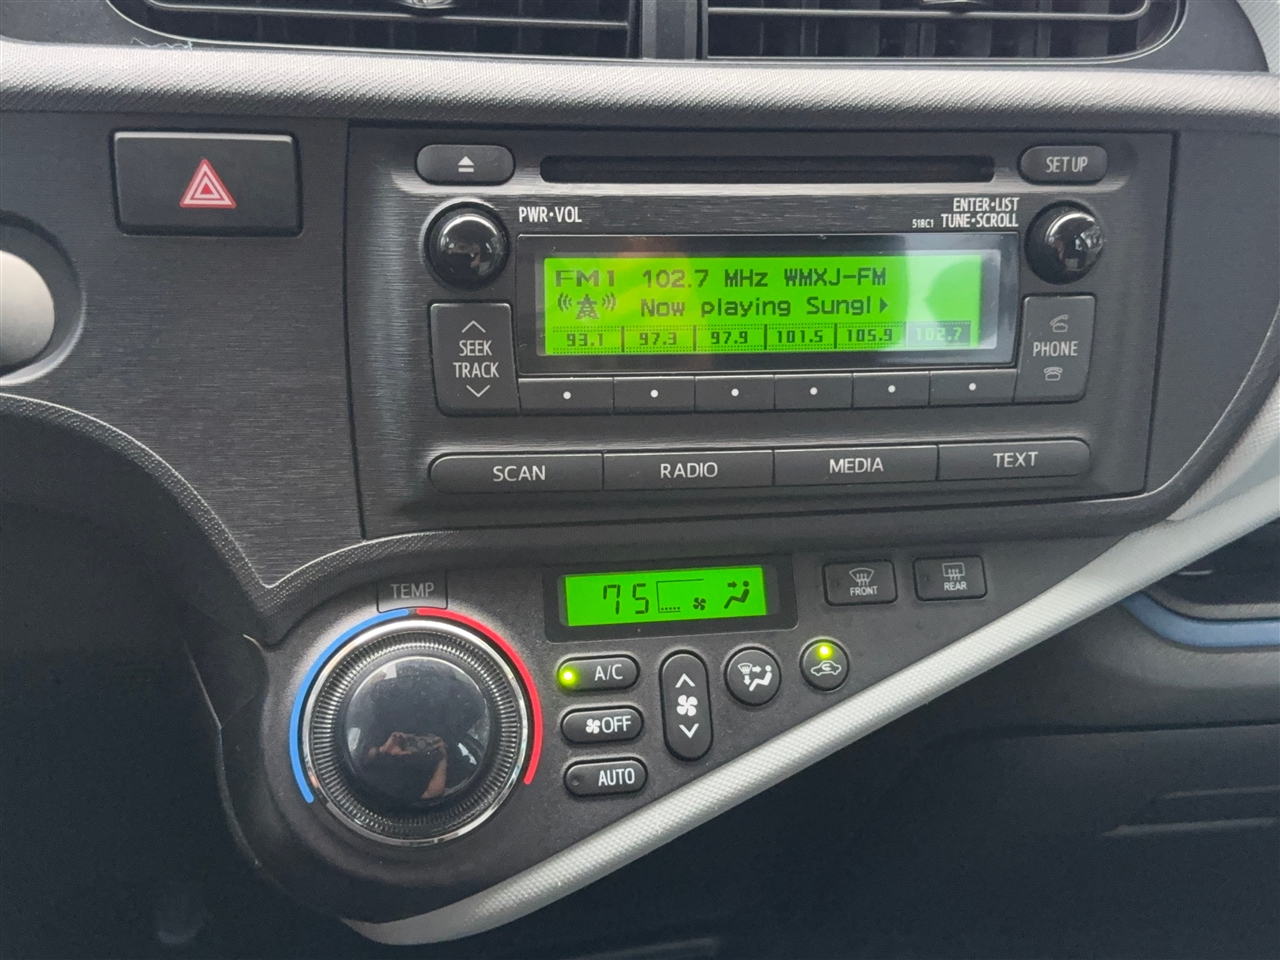 SET UP
PWR•VOL
ENTER•LIST
518C1 TUNE•SCROLL
FM1 102.7 MHz WMXJ-FM
Now playing Sungl
93.1 97.3 97.9 101.5 105.9 102.7
SEEK
TRACK
PHONE
SCAN RADIO MEDIA TEXT
TEMP
75
FRONT
REAR
A/C
OFF
AUTO